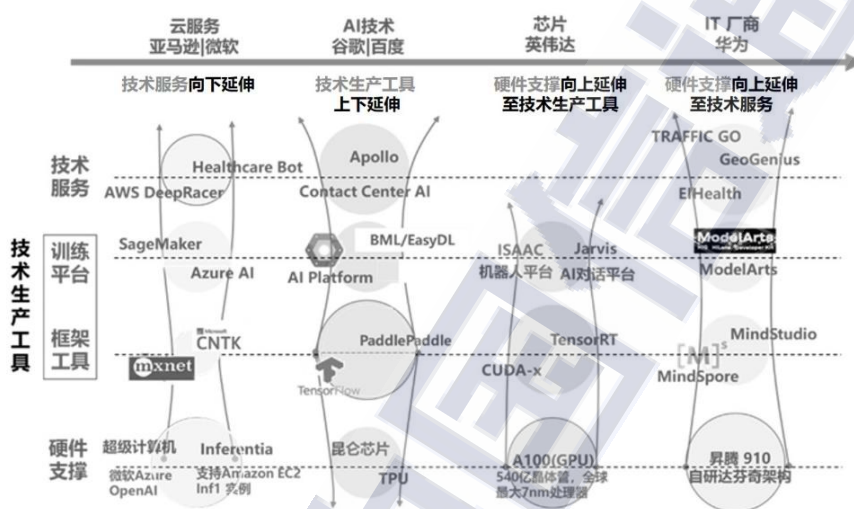 云服务
亚马逊|微软
AI技术
谷歌|百度
芯片
英伟达
IT 厂商
华为
技术服务向下延伸
技术生产工具
上下延伸
硬件支撑向上延伸
至技术生产工具
硬件支撑向上延伸
至技术服务
技术
服务
Healthcare Bot
AWS DeepRacer
Apollo
Contact Center AI
TRAFFIC GO
GeoGenius
EIHealth
技术生产工具
训练
平台
SageMaker
Azure AI
BML/EasyDL
AI Platform
ISAAC
机器人平台
Jarvis
AI对话平台
ModelArts
ModelArts
框架
工具
Microsoft
CNTK
mxnet
PaddlePaddle
TensorFlow
TensorRT
CUDA-x
MindStudio
[M]s
MindSpore
硬件
支撑
超级计算机
微软Azure
OpenAI
Inferentia
支持Amazon EC2
Inf1 实例
昆仑芯片
TPU
A100(GPU)
540亿晶体管，全球
最大7nm处理器
昇腾 910
自研达芬奇架构